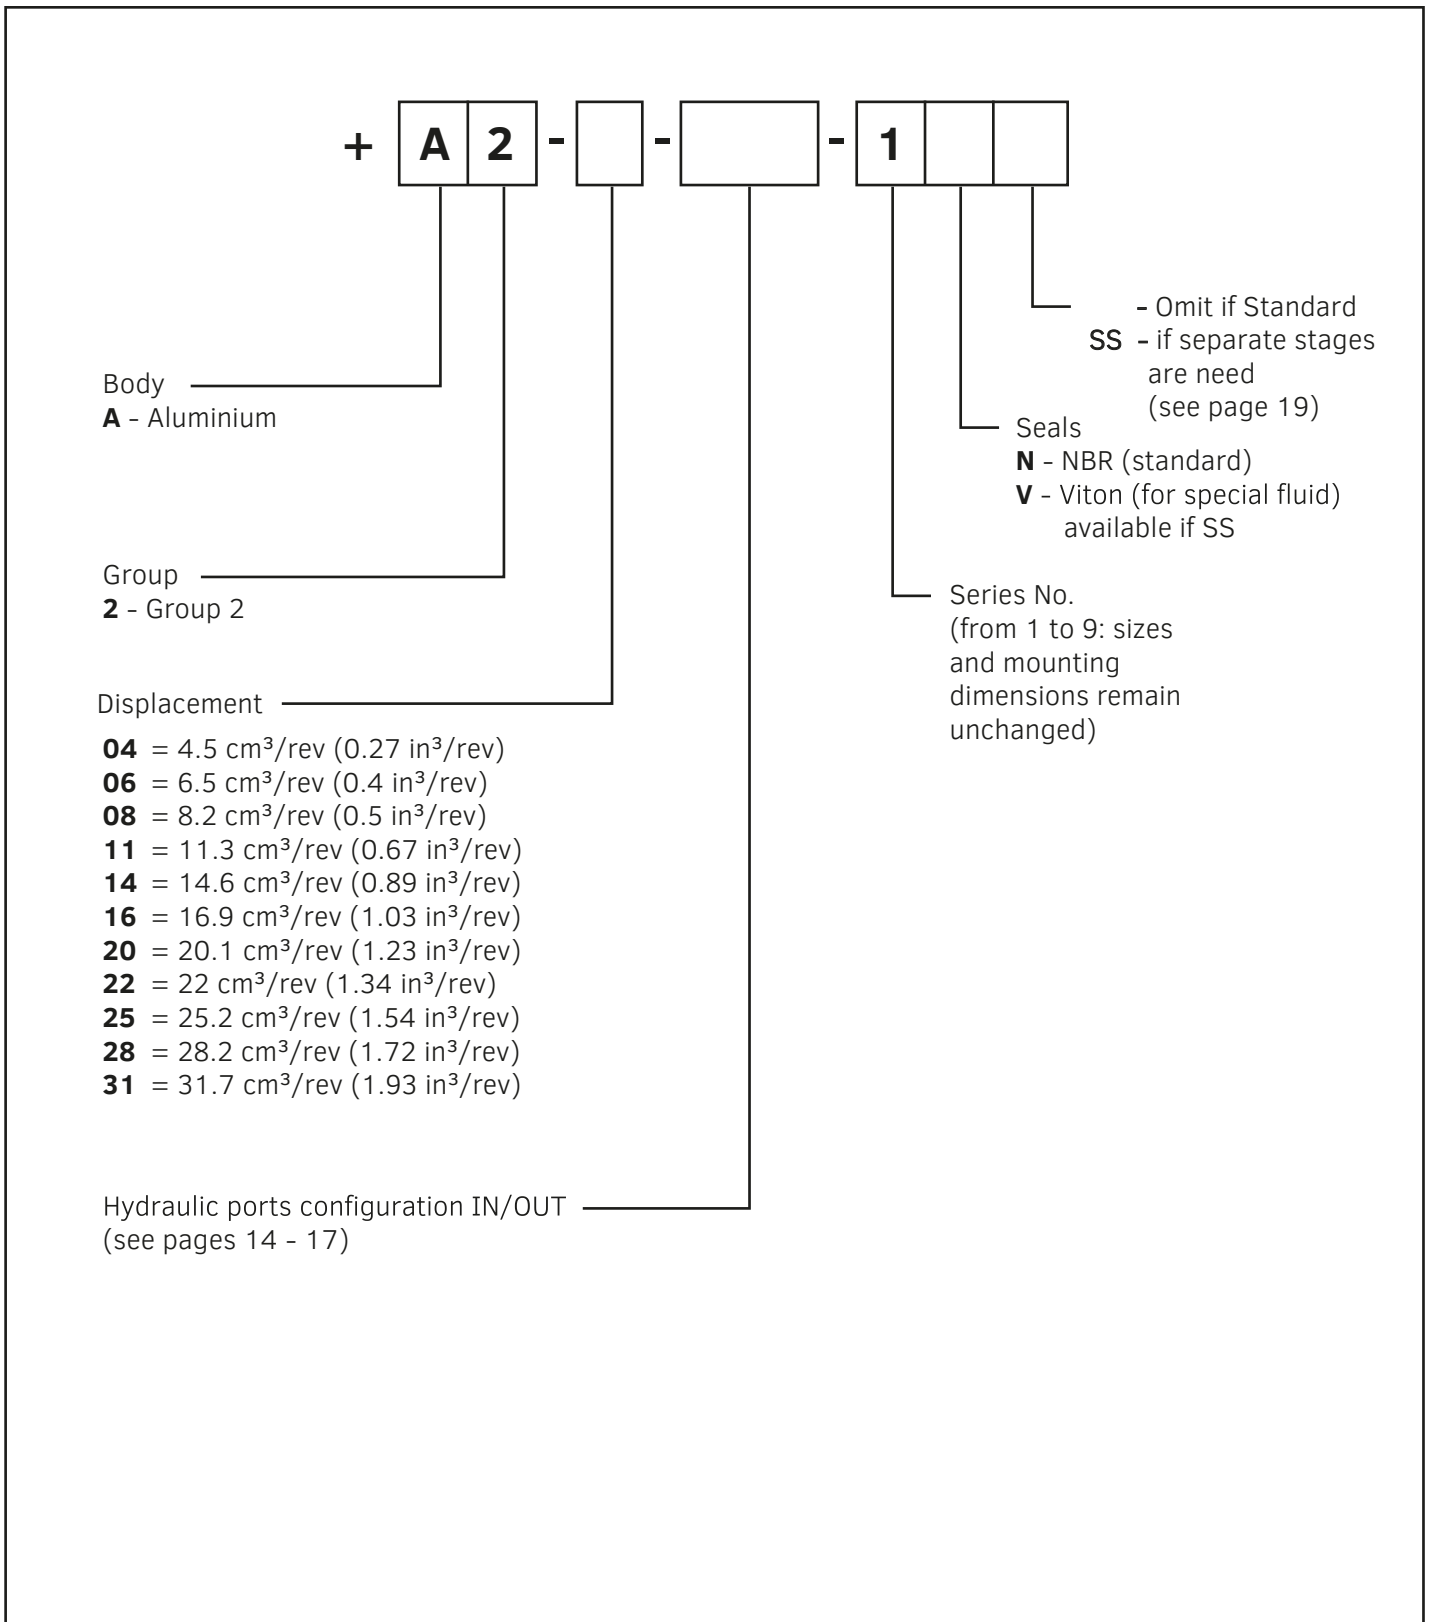 + A 2 - - - 1
- Omit if Standard
SS - if separate stages
are need
(see page 19)
Body
A - Aluminium
Seals
N - NBR (standard)
V - Viton (for special fluid)
available if SS
Group
2 - Group 2
Series No.
(from 1 to 9: sizes
and mounting
dimensions remain
unchanged)
Displacement
04 = 4.5 cm³/rev (0.27 in³/rev)
06 = 6.5 cm³/rev (0.4 in³/rev)
08 = 8.2 cm³/rev (0.5 in³/rev)
11 = 11.3 cm³/rev (0.67 in³/rev)
14 = 14.6 cm³/rev (0.89 in³/rev)
16 = 16.9 cm³/rev (1.03 in³/rev)
20 = 20.1 cm³/rev (1.23 in³/rev)
22 = 22 cm³/rev (1.34 in³/rev)
25 = 25.2 cm³/rev (1.54 in³/rev)
28 = 28.2 cm³/rev (1.72 in³/rev)
31 = 31.7 cm³/rev (1.93 in³/rev)
Hydraulic ports configuration IN/OUT
(see pages 14 - 17)